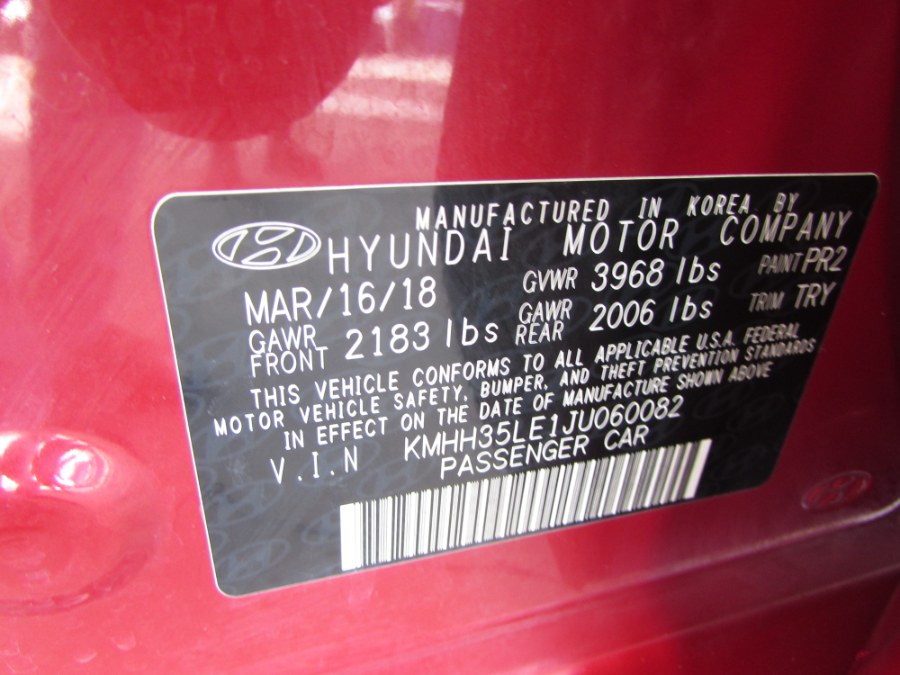 MANUFACTURED IN KOREA BY
HYUNDAI MOTOR COMPANY
MAR/16/18 GVWR 3968 lbs PAINT PR2
GAWR FRONT 2183 lbs GAWR REAR 2006 lbs TRIM TRY
THIS VEHICLE CONFORMS TO ALL APPLICABLE U.S.A. FEDERAL
MOTOR VEHICLE SAFETY, BUMPER, AND THEFT PREVENTION STANDARDS
IN EFFECT ON THE DATE OF MANUFACTURE SHOWN ABOVE
V.I.N KMHH35LE1JU060082
PASSENGER CAR